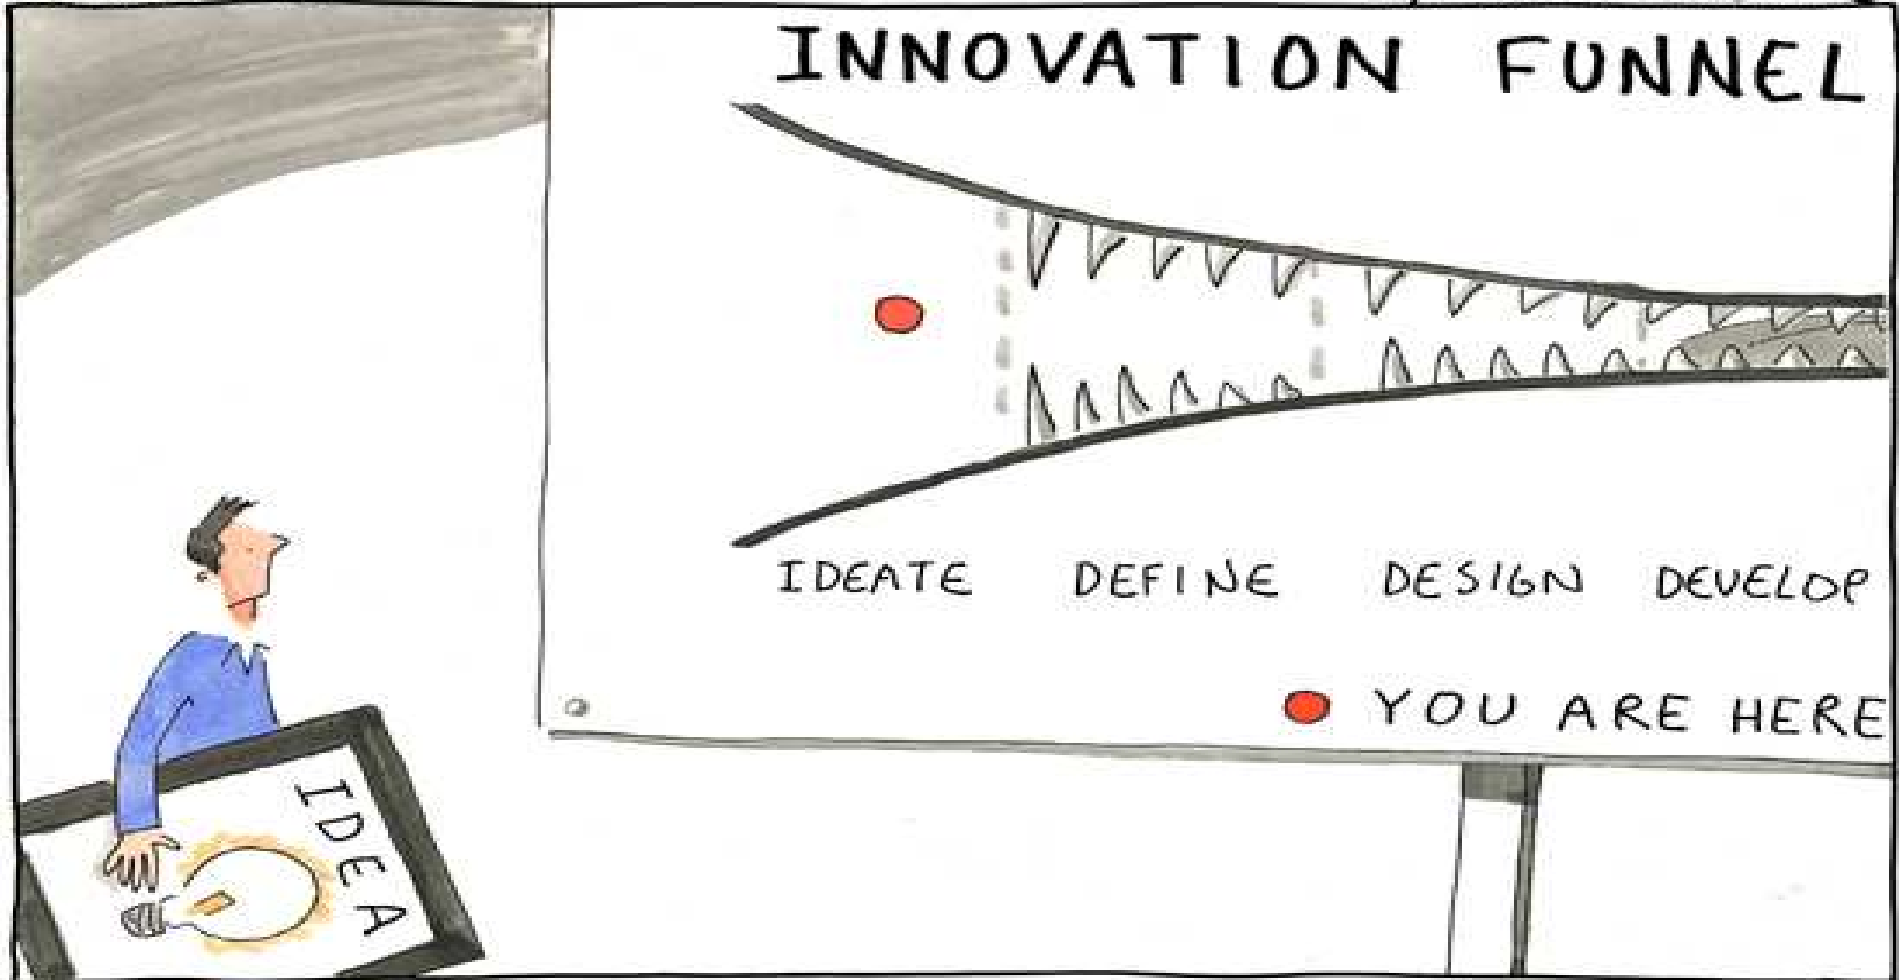 INNOVATION FUNNEL
IDEATE DEFINE DESIGN DEVELOP
YOU ARE HERE
IDEA